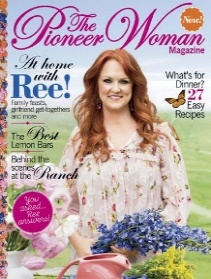 The
Pioneer Woman
Magazine
New!
At home
with
Ree!
Family feasts,
girlfriend get-togethers
and more
The Best
Lemon Bars
Behind the
scenes
at the Ranch
You
asked...
Ree
answers!
What's for
Dinner?
27
Easy
Recipes